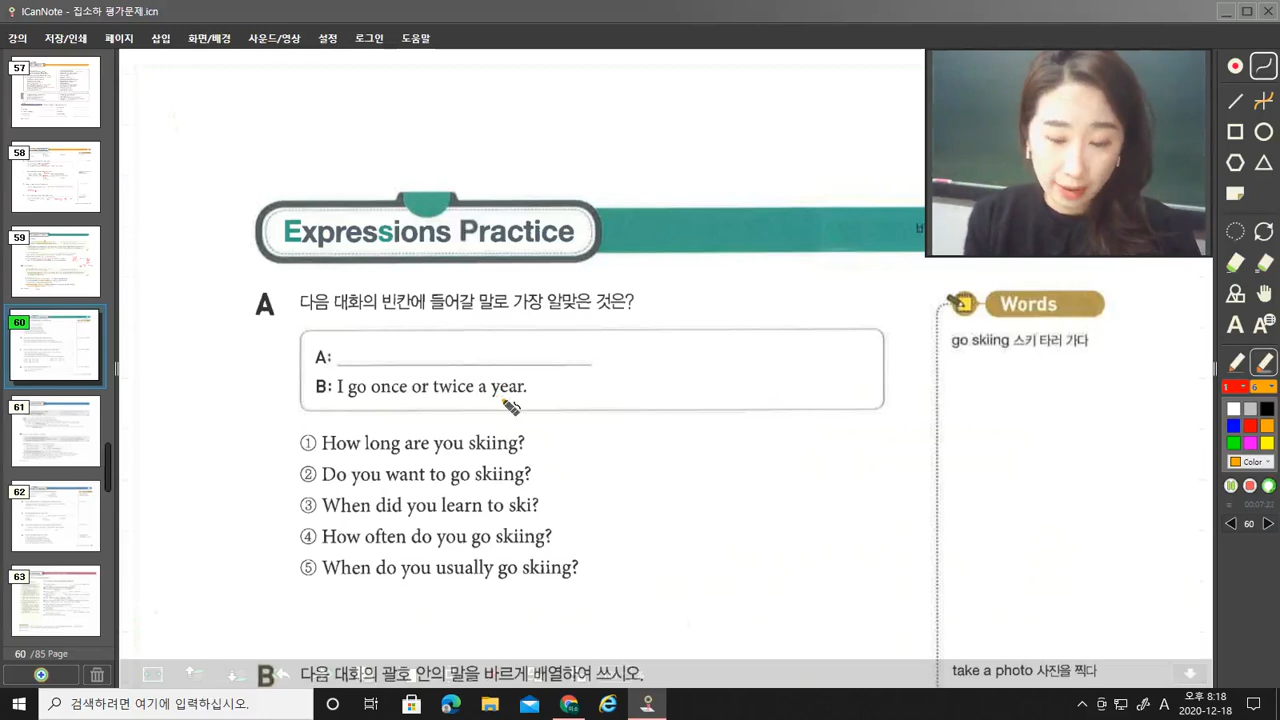 ICanNote - 집소하 평가문제.icn
강의 저장/인쇄 페이지 삽입 화면/배경 사운드/영상 설정 로그인 도움말
57
58
59
60
61
62
63
60 /85 Page
Expressions Practice
A 다음 대화의 빈칸에 들어갈 말로 가장 알맞은 것은?
A:
B: I go once or twice a year.
① How long are you skiing?
② Do you want to go skiing?
③ When did you learn to ski?
④ How often do you go skiing?
⑤ When do you usually go skiing?
B 다음 대화의 괄호 안의 말을 바르게 배열하여 쓰시오.
Words
go skiing 스키 타러 가다
take a photo 사진을 찍다
A A
1 6
Color
00:07:21
60
검색하려면 여기에 입력하십시오.
A
오후 8:18
2020-12-18